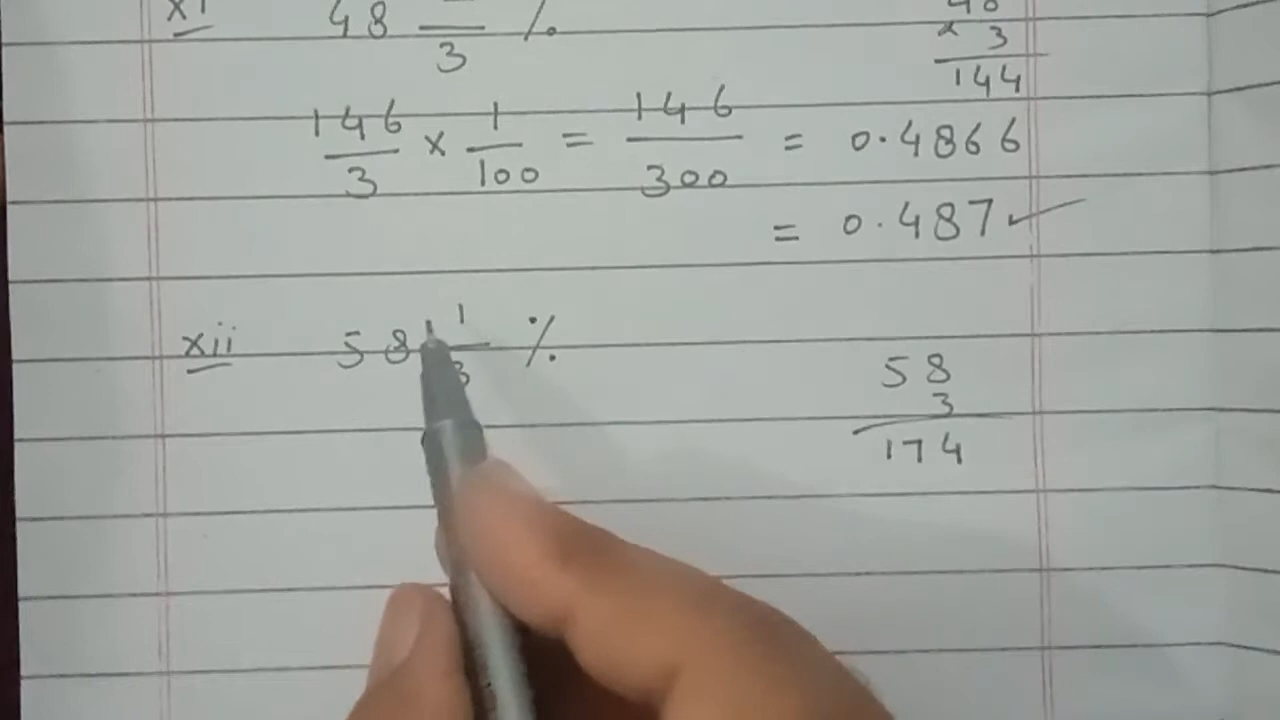 xi 48 /3 %
48
× 3
144
146/3 × 1/100 = 146/300 = 0.4866
= 0.487 ✓
xii 58 1/3 %
58
3
174